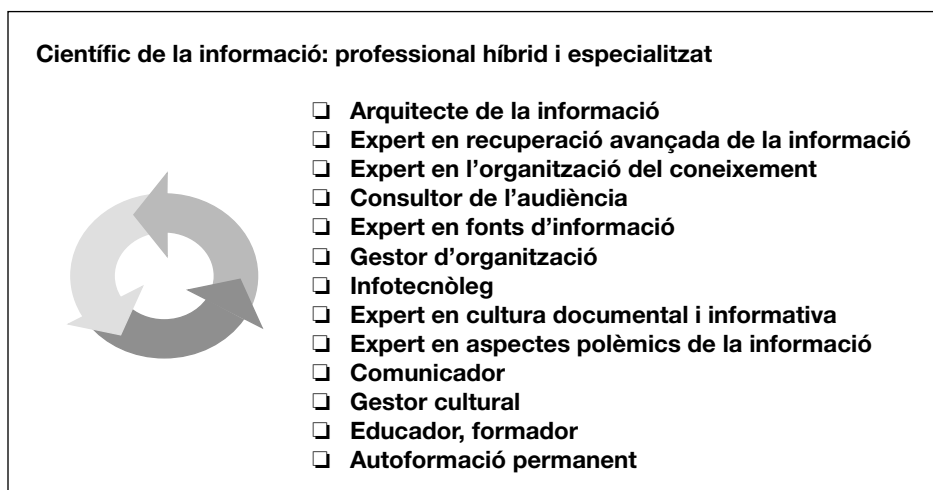 Científic de la informació: professional híbrid i especialitzat
❏ Arquitecte de la informació
❏ Expert en recuperació avançada de la informació
❏ Expert en l’organització del coneixement
❏ Consultor de l’audiència
❏ Expert en fonts d’informació
❏ Gestor d’organització
❏ Infotecnòleg
❏ Expert en cultura documental i informativa
❏ Expert en aspectes polèmics de la informació
❏ Comunicador
❏ Gestor cultural
❏ Educador, formador
❏ Autoformació permanent